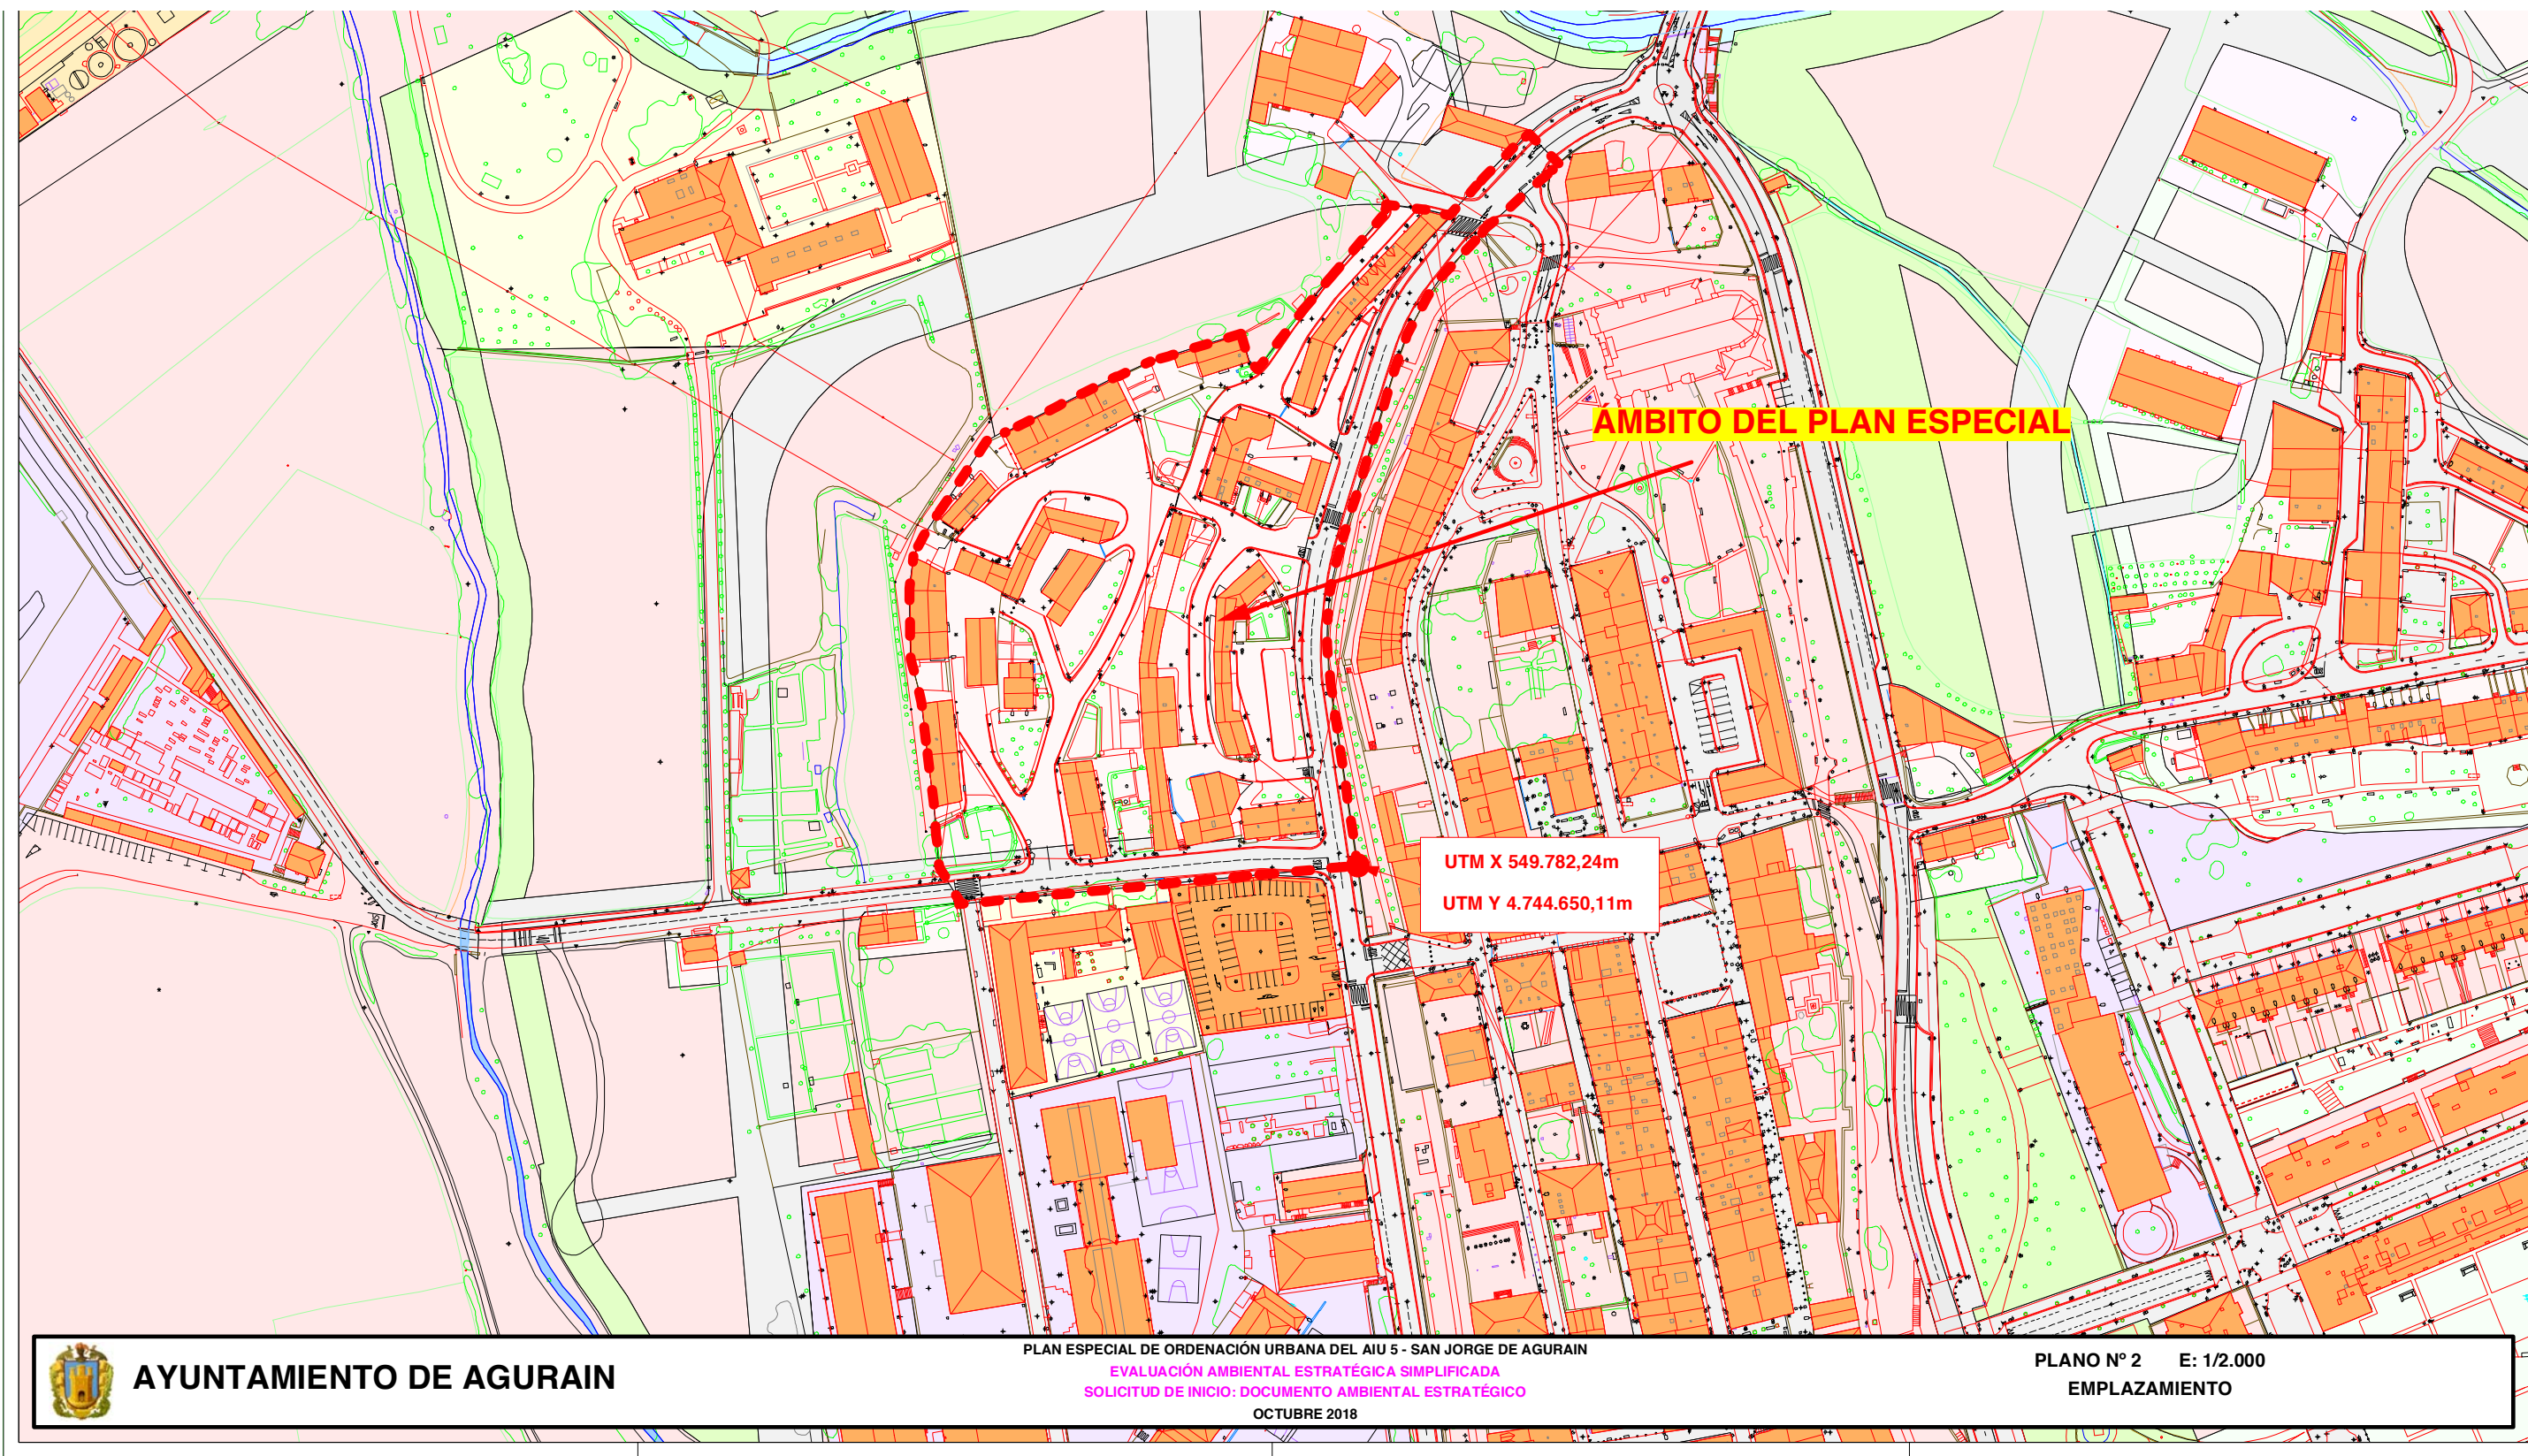 ÁMBITO DEL PLAN ESPECIAL
UTM X 549.782,24m
UTM Y 4.744.650,11m
AYUNTAMIENTO DE AGURAIN
PLAN ESPECIAL DE ORDENACIÓN URBANA DEL AIU 5 - SAN JORGE DE AGURAIN
EVALUACIÓN AMBIENTAL ESTRATÉGICA SIMPLIFICADA
SOLICITUD DE INICIO: DOCUMENTO AMBIENTAL ESTRATÉGICO
OCTUBRE 2018
PLANO Nº 2 E: 1/2.000
EMPLAZAMIENTO